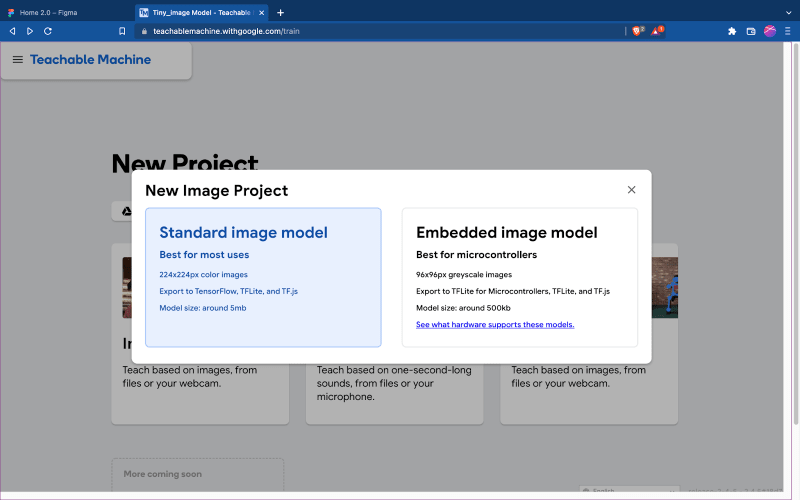 Home 2.0 – Figma
Tiny_image Model - Teachable
teachablemachine.withgoogle.com/train
Teachable Machine
New Project
New Image Project
Standard image model
Best for most uses
224x224px color images
Export to TensorFlow, TFLite, and TF.js
Model size: around 5mb
Embedded image model
Best for microcontrollers
96x96px greyscale images
Export to TFLite for Microcontrollers, TFLite, and TF.js
Model size: around 500kb
See what hardware supports these models.
Teach based on images, from
files or your webcam.
Teach based on one-second-long
sounds, from files or your
microphone.
Teach based on images, from
files or your webcam.
More coming soon
English